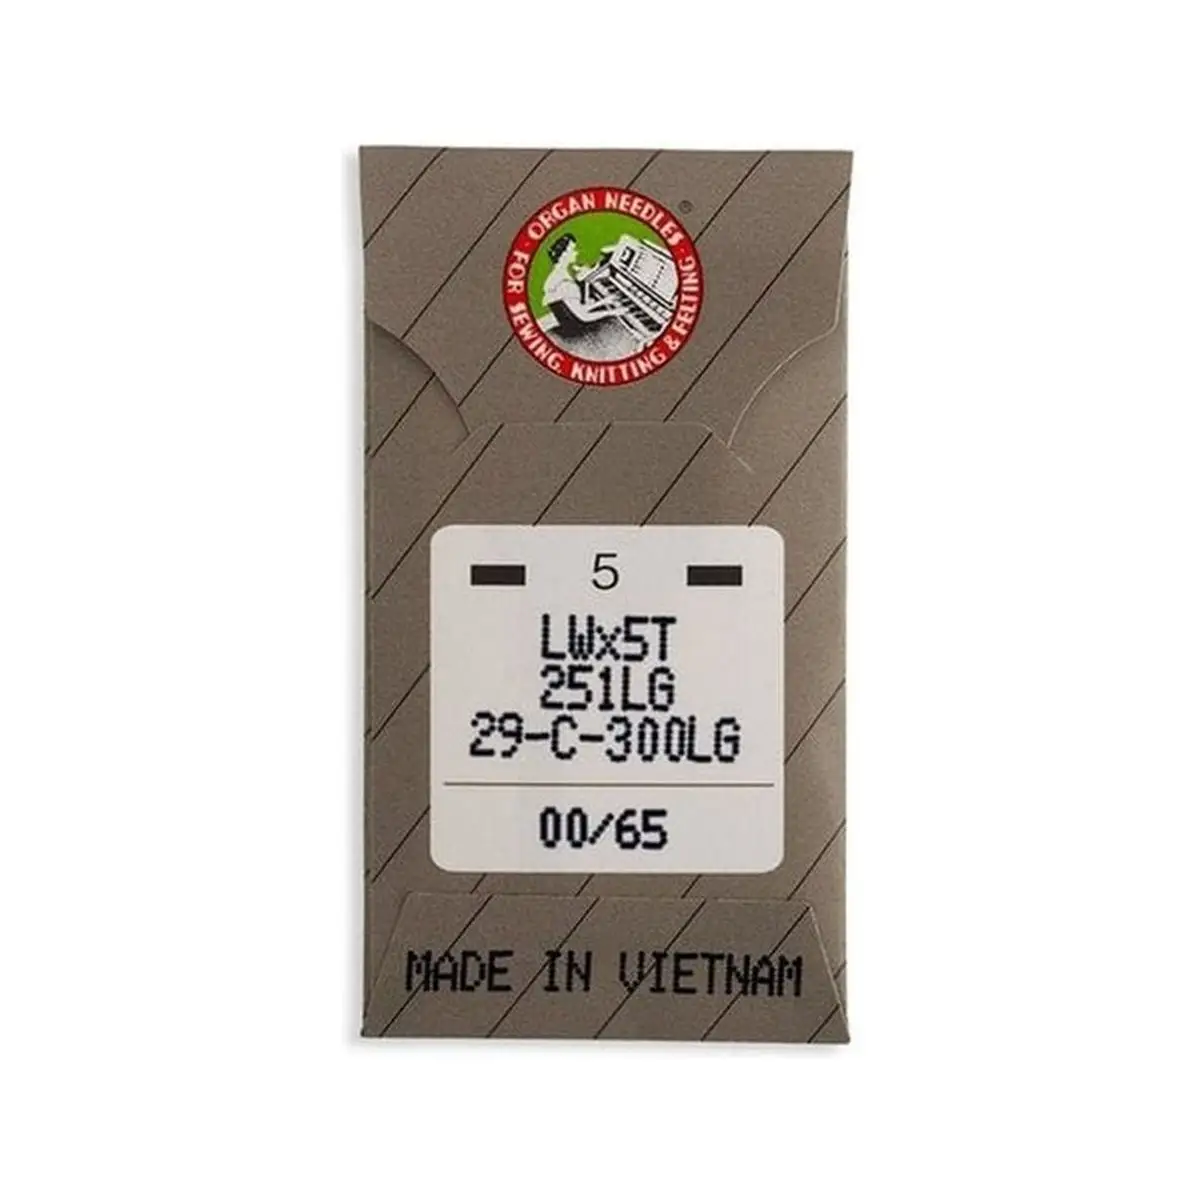 · ORGAN NEEDLES ·
FOR SEWING, KNITTING & FELTING
®
5
LWx5T
251LG
29-C-300LG
00/65
MADE IN VIETNAM